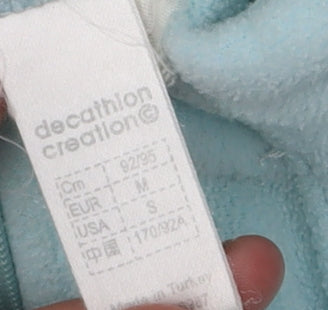 decathlon
creation©
Cm 92/95
EUR M
USA S
中国 170/92A
Made in Turkey